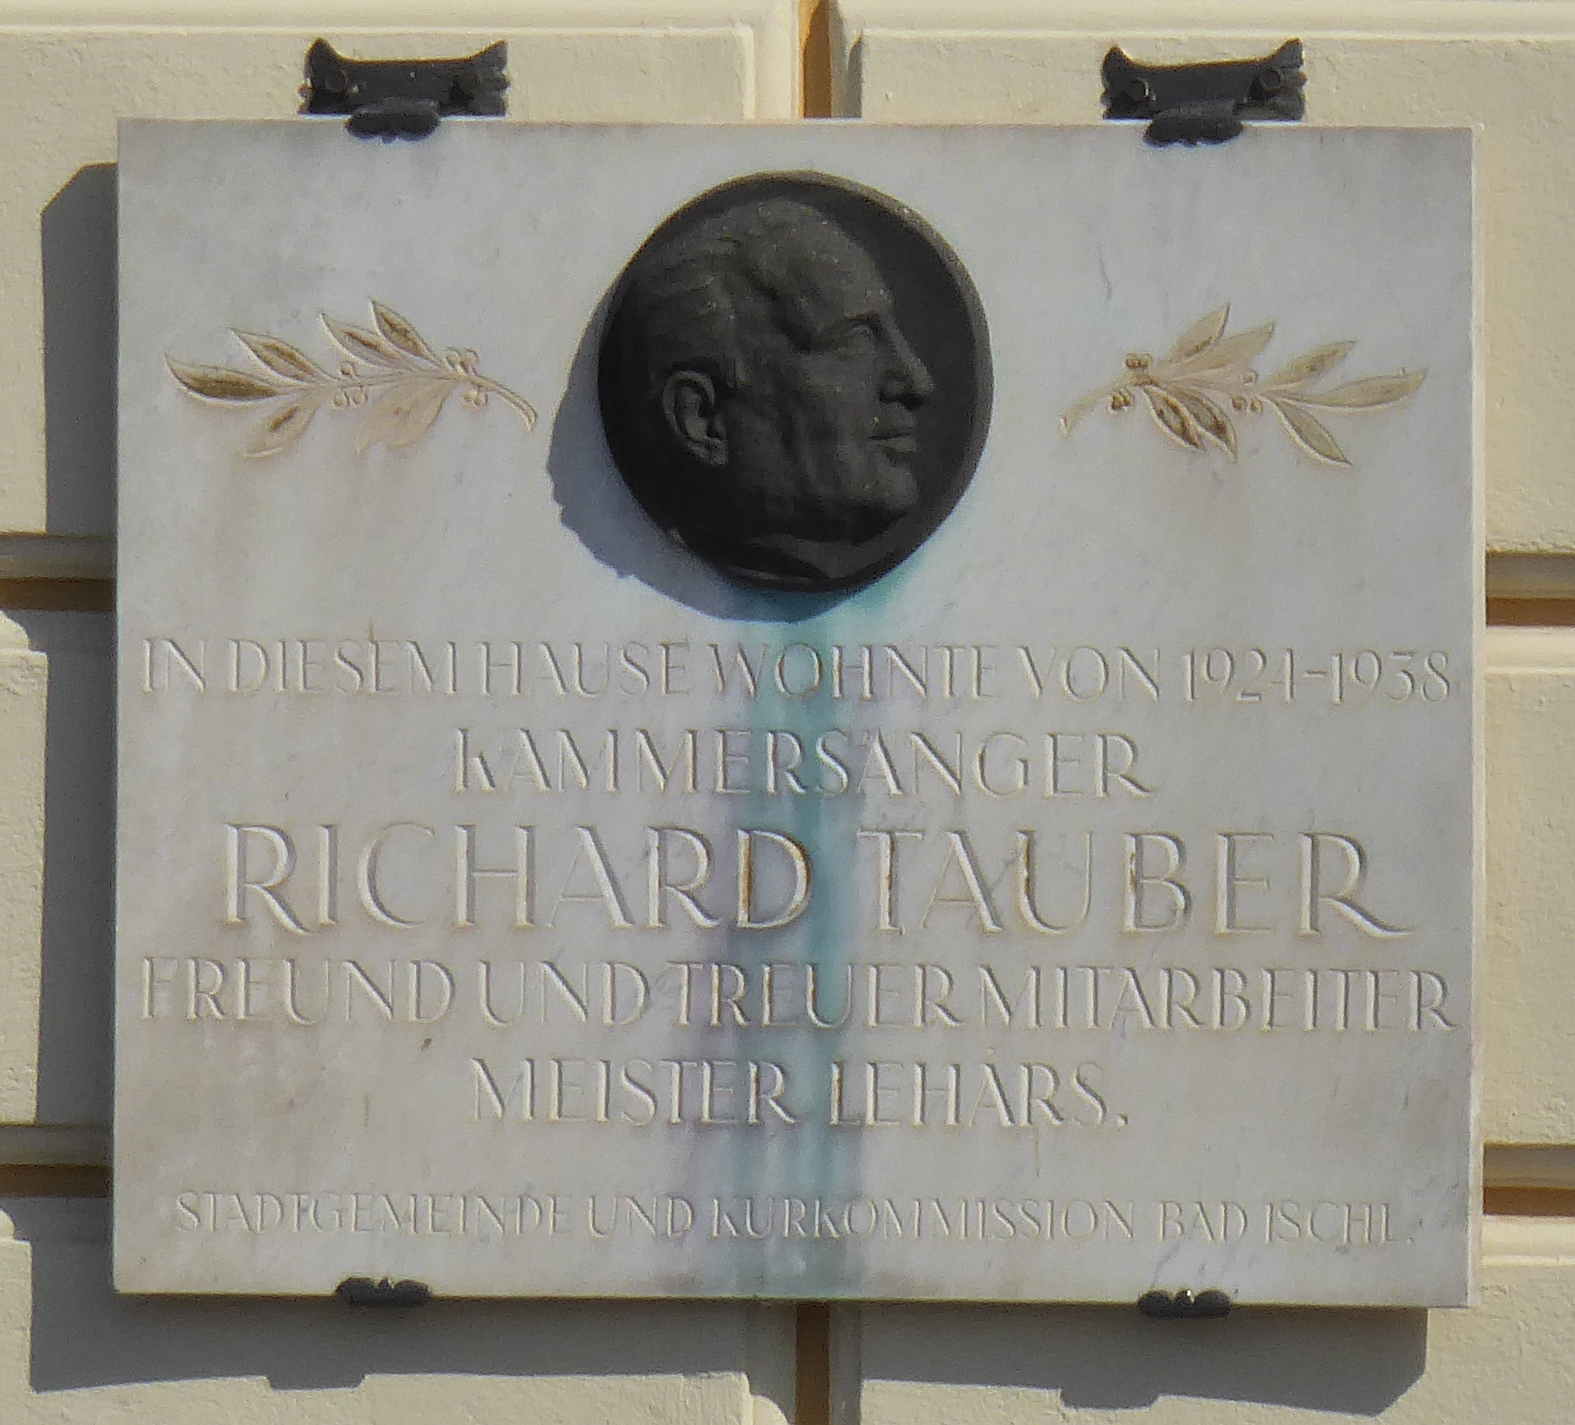 IN DIESEM HAUSE WOHNTE VON 1924-1938
KAMMERSÄNGER
RICHARD TAUBER
FREUND UND TREUER MITARBEITER
MEISTER LEHÁRS.
STADTGEMEINDE UND KURKOMMISSION BAD ISCHL.